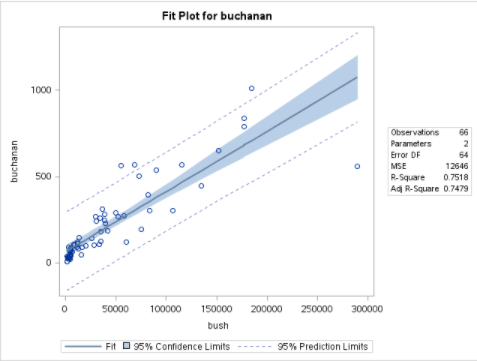 Fit Plot for buchanan
1000
500
0
buchanan
0
50000
100000
150000
200000
250000
300000
bush
Observations 66
Parameters 2
Error DF 64
MSE 12646
R-Square 0.7518
Adj R-Square 0.7479
Fit 95% Confidence Limits 95% Prediction Limits